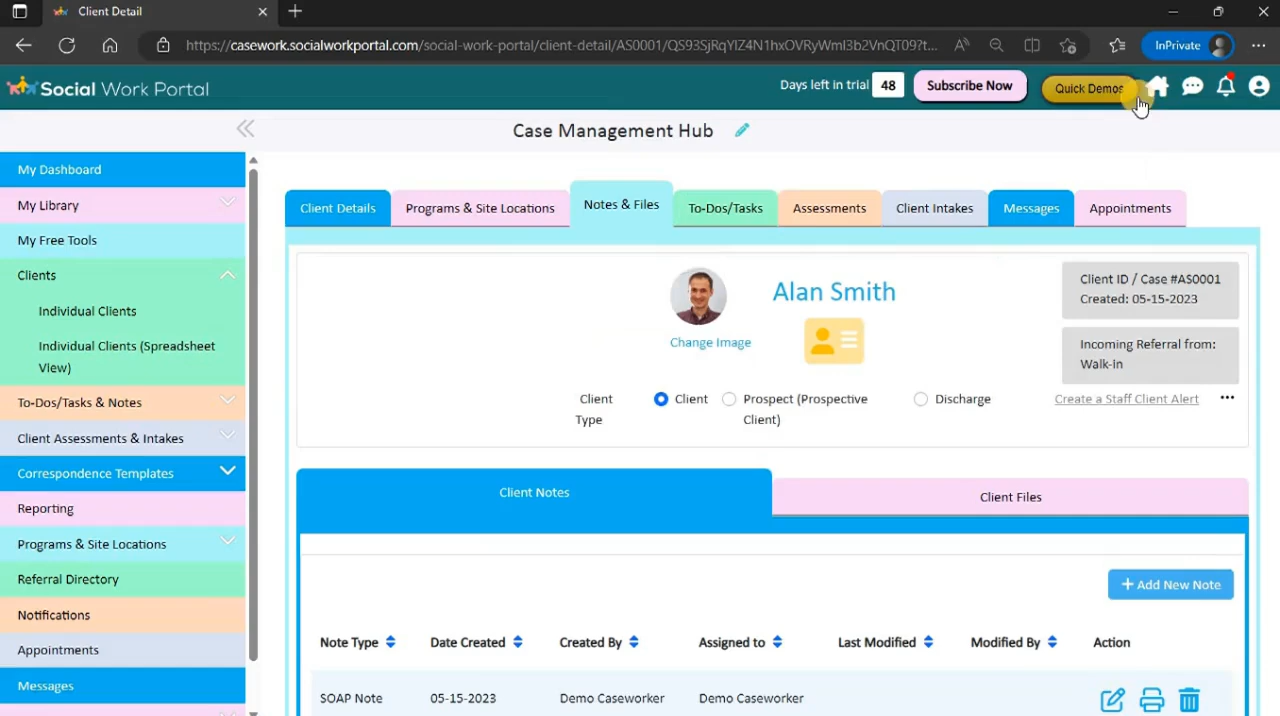 Client Detail
https://casework.socialworkportal.com/social-work-portal/client-detail/AS0001/QS93SjRqYlZ4N1hxOVRyWml3b2VnQT09?t...
InPrivate
Social Work Portal
Days left in trial 48
Subscribe Now
Quick Demos
Case Management Hub
My Dashboard
My Library
My Free Tools
Clients
Individual Clients
Individual Clients (Spreadsheet
View)
To-Dos/Tasks & Notes
Client Assessments & Intakes
Correspondence Templates
Reporting
Programs & Site Locations
Referral Directory
Notifications
Appointments
Messages
Client Details
Programs & Site Locations
Notes & Files
To-Dos/Tasks
Assessments
Client Intakes
Messages
Appointments
Alan Smith
Change Image
Client ID / Case #AS0001
Created: 05-15-2023
Incoming Referral from:
Walk-in
Client
Type
Client
Prospect (Prospective
Client)
Discharge
Create a Staff Client Alert
Client Notes
Client Files
+ Add New Note
Note Type Date Created Created By Assigned to Last Modified Modified By Action
SOAP Note 05-15-2023 Demo Caseworker Demo Caseworker